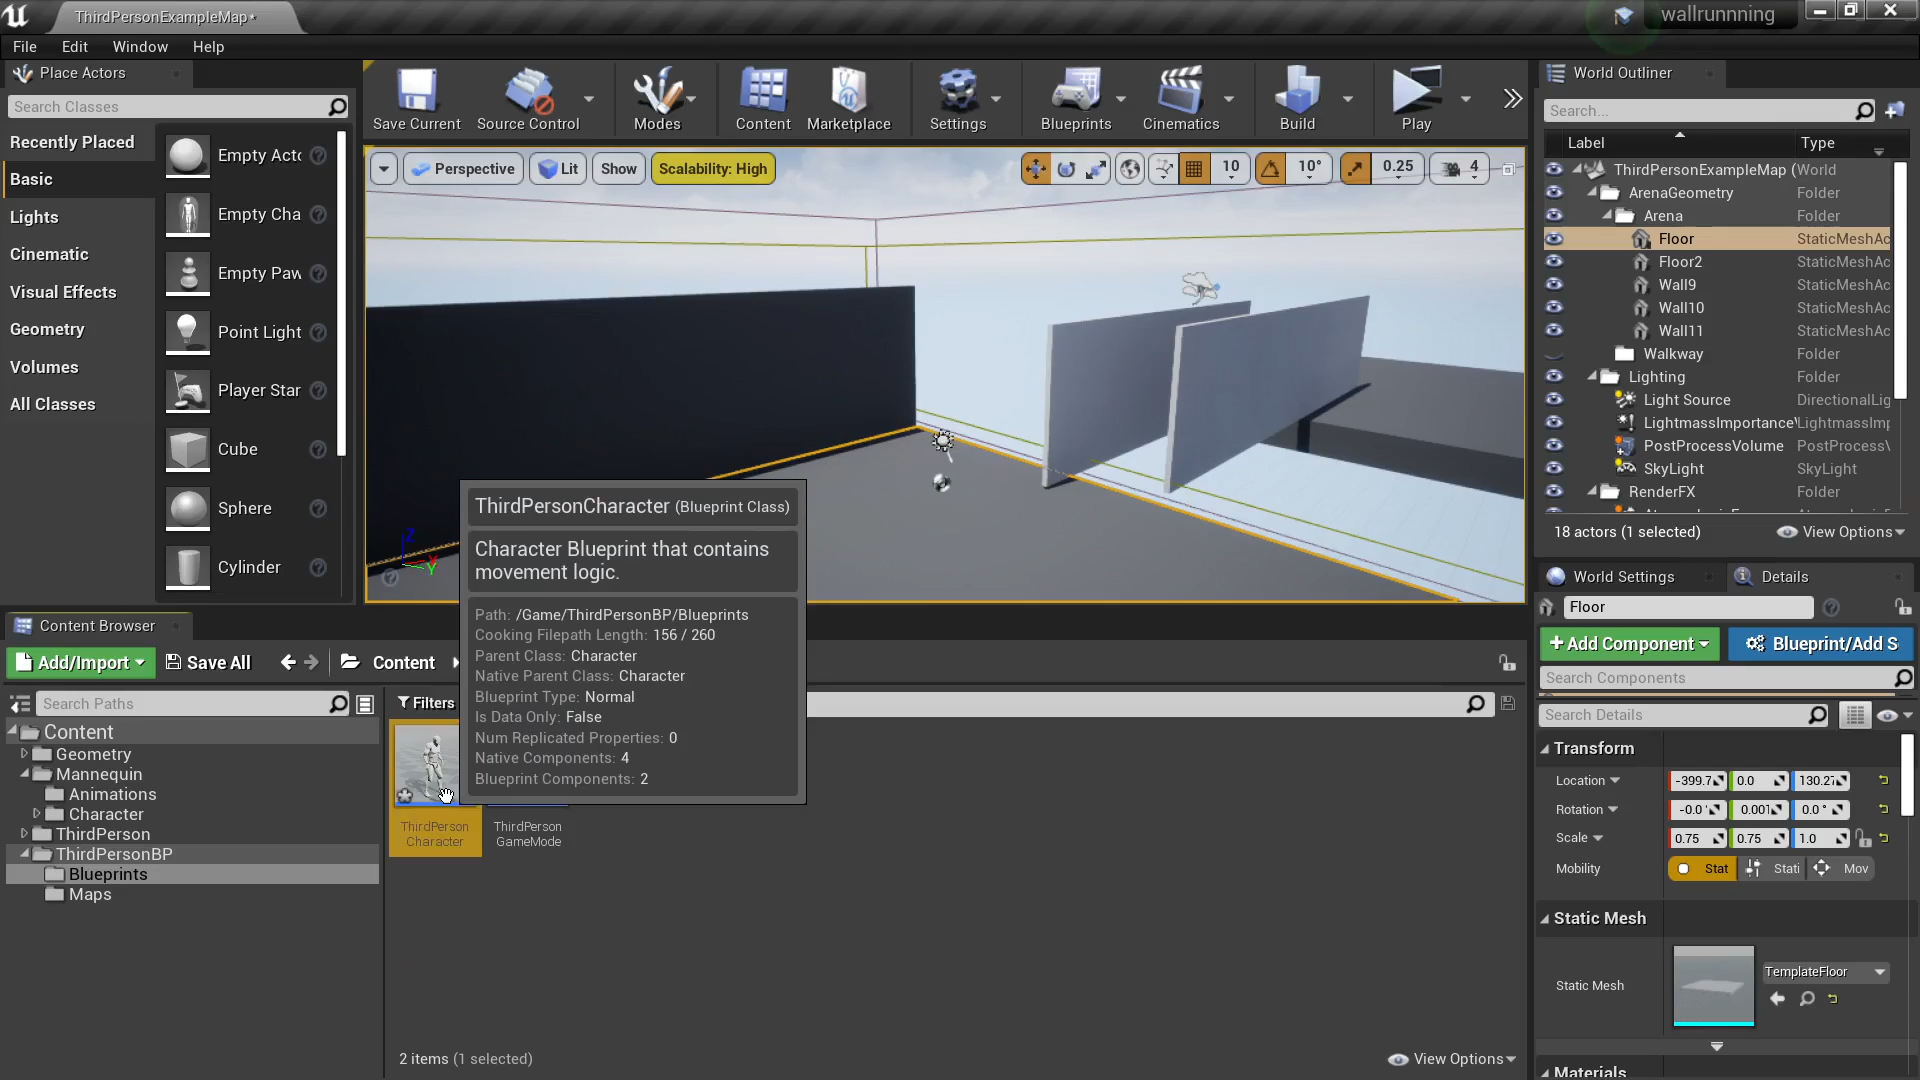 ThirdPersonExampleMap*
wallrunnning
File
Edit
Window
Help
Place Actors
Search Classes
Recently Placed
Basic
Lights
Cinematic
Visual Effects
Geometry
Volumes
All Classes
Empty Acto
Empty Cha
Empty Paw
Point Light
Player Star
Cube
Sphere
Cylinder
Save Current
Source Control
Modes
Content
Marketplace
Settings
Blueprints
Cinematics
Build
Play
Perspective
Lit
Show
Scalability: High
10
10°
0.25
4
Z
Y
World Outliner
Search...
Label
Type
ThirdPersonExampleMap (
World
ArenaGeometry
Folder
Arena
Folder
Floor
StaticMeshAc
Floor2
StaticMeshAc
Wall9
StaticMeshAc
Wall10
StaticMeshAc
Wall11
StaticMeshAc
Walkway
Folder
Lighting
Folder
Light Source
DirectionalLig
LightmassImportance
LightmassImp
PostProcessVolume
PostProcessV
SkyLight
SkyLight
RenderFX
Folder
18 actors (1 selected)
View Options
ThirdPersonCharacter (Blueprint Class)
Character Blueprint that contains
movement logic.
Path: /Game/ThirdPersonBP/Blueprints
Cooking Filepath Length: 156 / 260
Parent Class: Character
Native Parent Class: Character
Blueprint Type: Normal
Is Data Only: False
Num Replicated Properties: 0
Native Components: 4
Blueprint Components: 2
Content Browser
Add/Import
Save All
Content
Search Paths
Filters
Content
Geometry
Mannequin
Animations
Character
ThirdPerson
ThirdPersonBP
Blueprints
Maps
ThirdPerson
Character
ThirdPerson
GameMode
2 items (1 selected)
View Options
World Settings
Details
Floor
+Add Component
Blueprint/Add S
Search Components
Search Details
Transform
Location
-399.7
0.0
130.27
Rotation
-0.0 °
0.001
0.0 °
Scale
0.75
0.75
1.0
Mobility
Stat
Stati
Mov
Static Mesh
Static Mesh
TemplateFloor
Materials